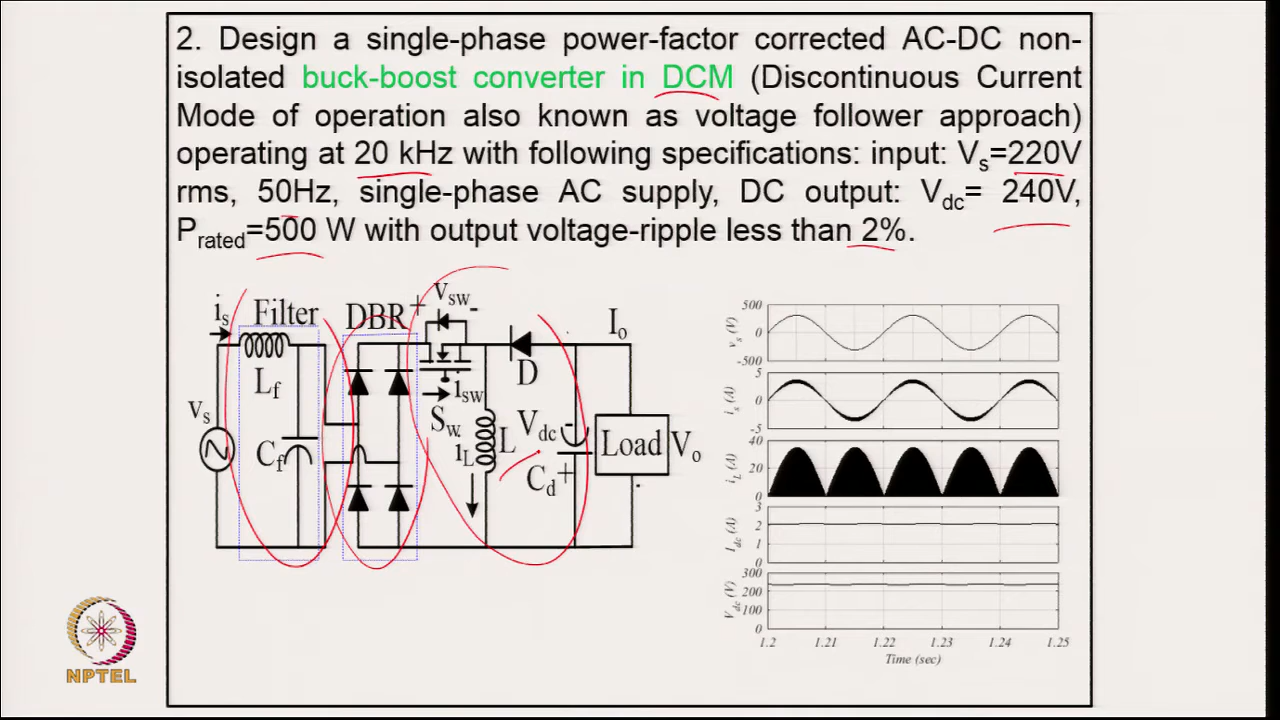 2. Design a single-phase power-factor corrected AC-DC non-
isolated buck-boost converter in DCM (Discontinuous Current
Mode of operation also known as voltage follower approach)
operating at 20 kHz with following specifications: input: Vs=220V
rms, 50Hz, single-phase AC supply, DC output: Vdc= 240V,
Prated=500 W with output voltage-ripple less than 2%.
is
Filter
DBR
+
Vsw
-
Io
Lf
D
isw
Vs
Sw
Vdc
-
Cf
iL
L
Load
Vo
Cd
+
500
0
-500
vs (V)
5
0
-5
is (A)
40
20
0
iL (A)
3
2
1
0
Idc (A)
300
200
100
0
Vdc (V)
1.2 1.21 1.22 1.23 1.24 1.25
Time (sec)
NPTEL